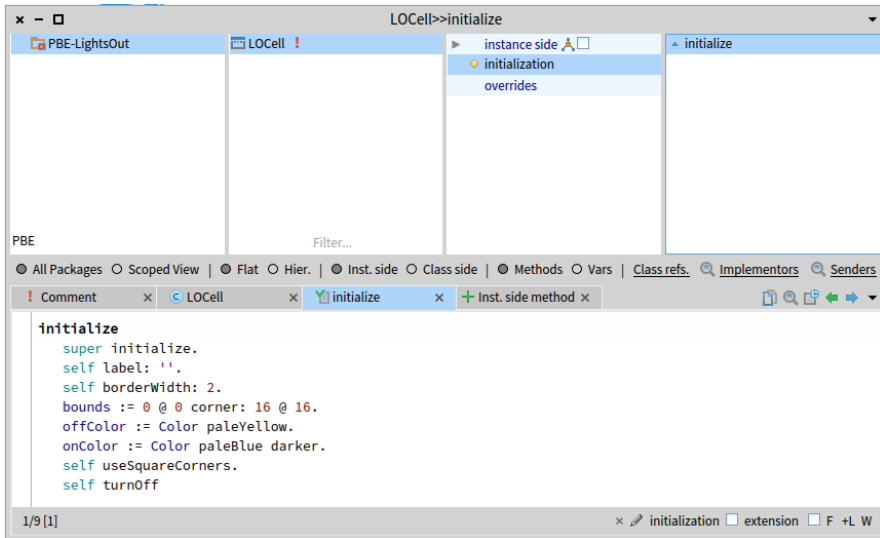 LOCell>>initialize
PBE-LightsOut
LOCell !
instance side
initialize
initialization
overrides
PBE
Filter...
All Packages Scoped View | Flat Hier. | Inst. side Class side | Methods Vars | Class refs. Implementors Senders
! Comment × C LOCell × Y initialize × + Inst. side method ×
initialize
super initialize.
self label: ''.
self borderWidth: 2.
bounds := 0 @ 0 corner: 16 @ 16.
offColor := Color paleYellow.
onColor := Color paleBlue darker.
self useSquareCorners.
self turnOff
1/9 [1] × initialization extension F +L W